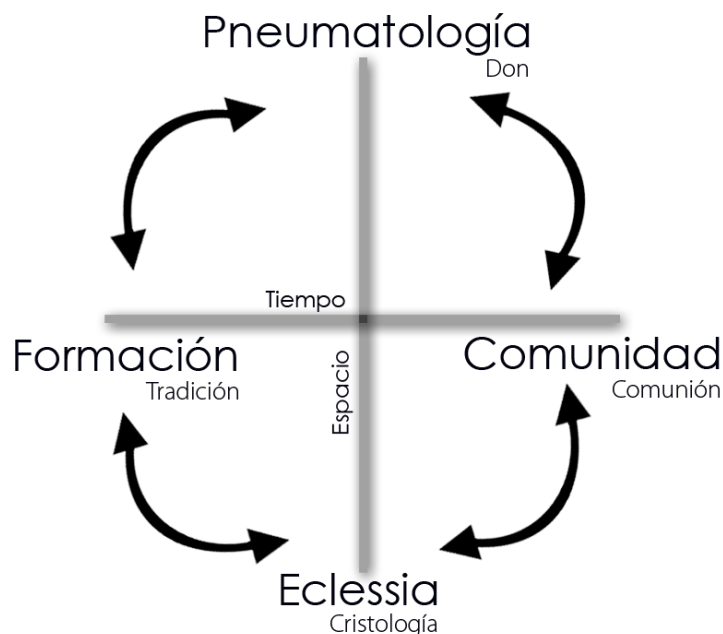 Pneumatología
Don
Tiempo
Formación
Tradición
Espacio
Comunidad
Comunión
Eclessia
Cristología